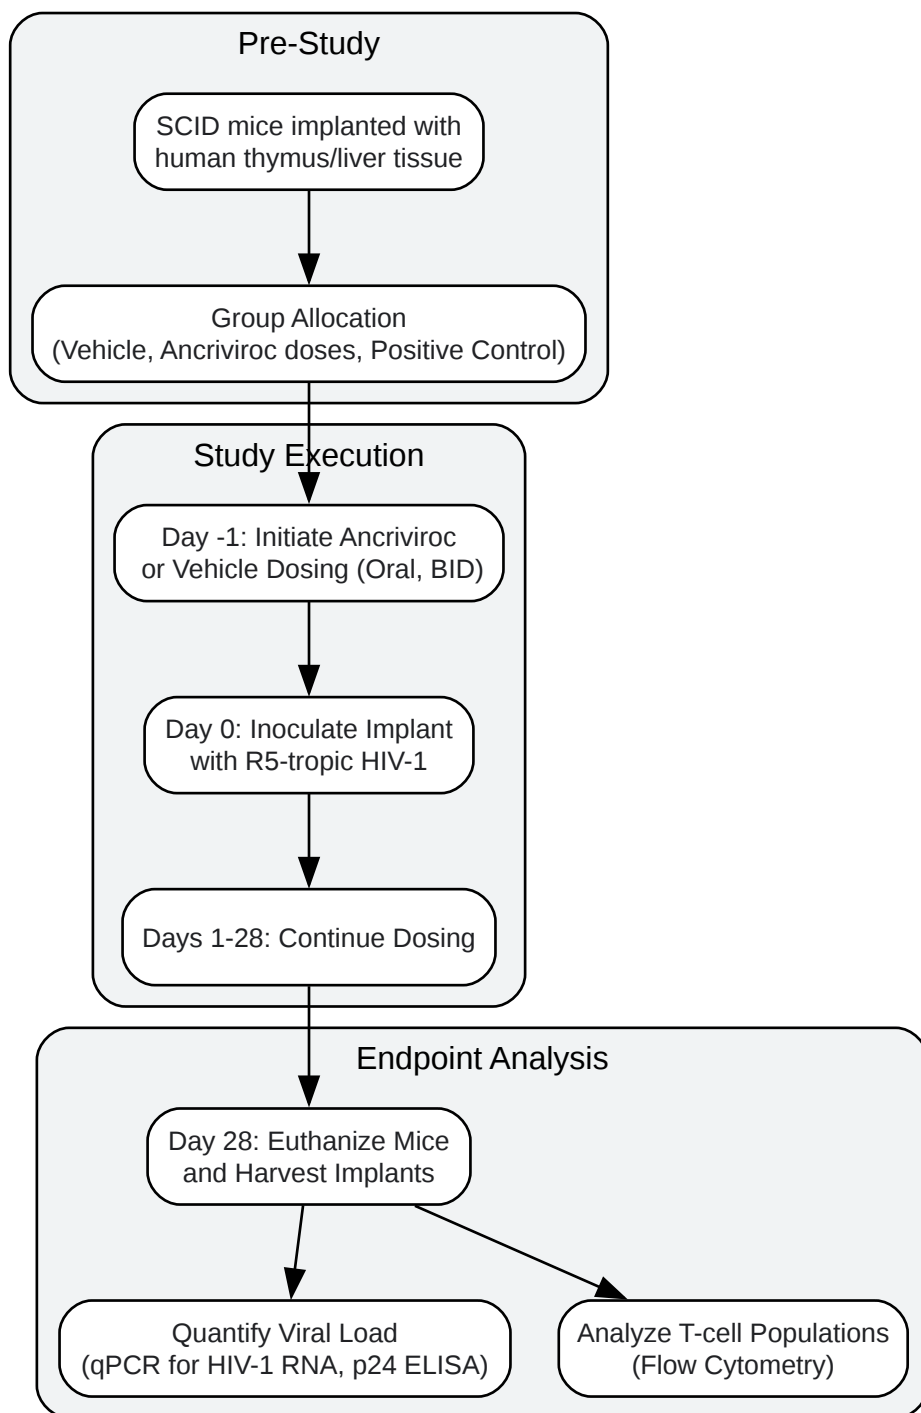 Pre-Study
SCID mice implanted with
human thymus/liver tissue
Group Allocation
(Vehicle, Ancriviroc doses, Positive Control)
Study Execution
Day -1: Initiate Ancriviroc
or Vehicle Dosing (Oral, BID)
Day 0: Inoculate Implant
with R5-tropic HIV-1
Days 1-28: Continue Dosing
Endpoint Analysis
Day 28: Euthanize Mice
and Harvest Implants
Quantify Viral Load
(qPCR for HIV-1 RNA, p24 ELISA)
Analyze T-cell Populations
(Flow Cytometry)